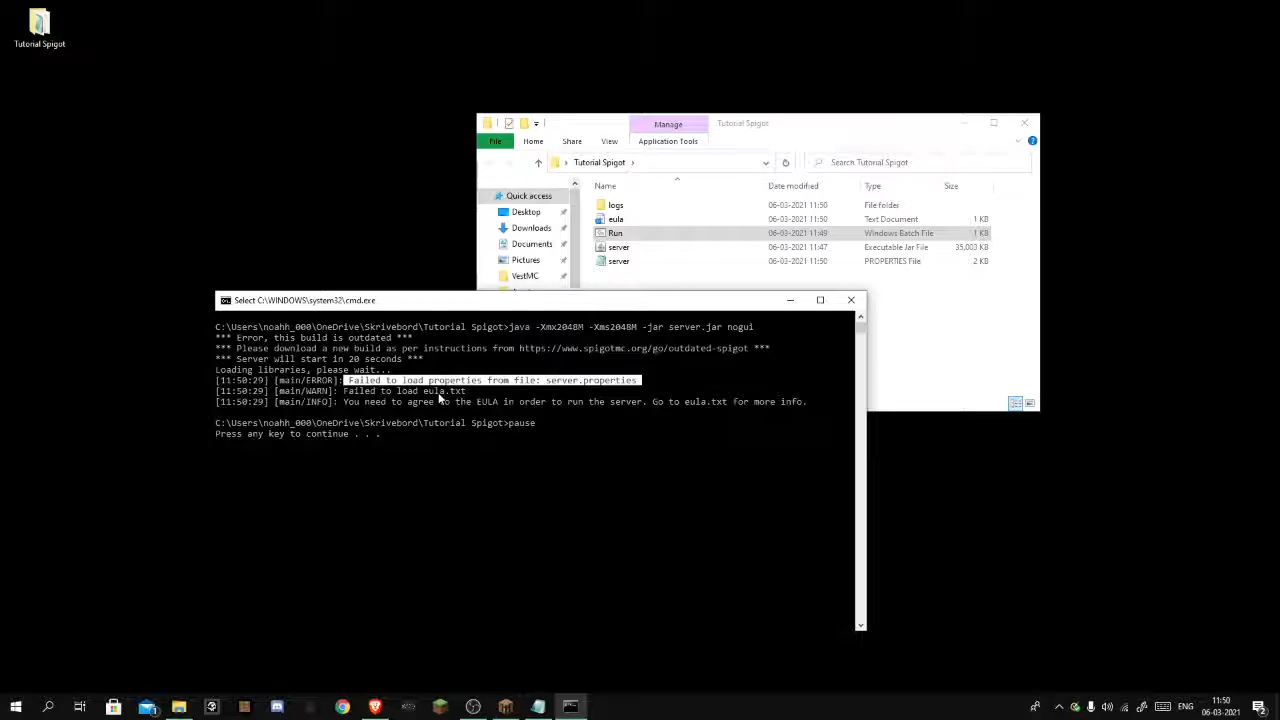 Tutorial Spigot
Manage
Tutorial Spigot
File
Home
Share
View
Application Tools
Tutorial Spigot
Search Tutorial Spigot
Name
Date modified
Type
Size
Quick access
Desktop
Downloads
Documents
Pictures
VestMC
logs
06-03-2021 11:50
File folder
eula
06-03-2021 11:50
Text Document
1 KB
Run
06-03-2021 11:49
Windows Batch File
1 KB
server
06-03-2021 11:47
Executable Jar File
35,003 KB
server
06-03-2021 11:50
PROPERTIES File
2 KB
Select C:\WINDOWS\system32\cmd.exe
C:\Users\noahh_000\OneDrive\Skrivebord\Tutorial Spigot>java -Xmx2048M -Xms2048M -jar server.jar nogui
*** Error, this build is outdated ***
*** Please download a new build as per instructions from https://www.spigotmc.org/go/outdated-spigot ***
*** Server will start in 20 seconds ***
Loading libraries, please wait...
[11:50:29] [main/ERROR]: Failed to load properties from file: server.properties
[11:50:29] [main/WARN]: Failed to load eula.txt
[11:50:29] [main/INFO]: You need to agree to the EULA in order to run the server. Go to eula.txt for more info.
C:\Users\noahh_000\OneDrive\Skrivebord\Tutorial Spigot>pause
Press any key to continue . . .
ENG
11:50
06-03-2021